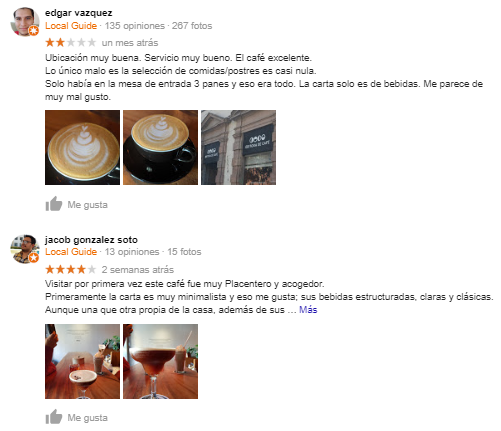 edgar vazquez
Local Guide · 135 opiniones · 267 fotos
un mes atrás
Ubicación muy buena. Servicio muy bueno. El café excelente.
Lo único malo es la selección de comidas/postres es casi nula.
Solo había en la mesa de entrada 3 panes y eso era todo. La carta solo es de bebidas. Me parece de
muy mal gusto.
Me gusta
jacob gonzalez soto
Local Guide · 13 opiniones · 15 fotos
2 semanas atrás
Visitar por primera vez este café fue muy Placentero y acogedor.
Primeramente la carta es muy minimalista y eso me gusta; sus bebidas estructuradas, claras y clásicas.
Aunque una que otra propia de la casa, además de sus ... Más
Me gusta